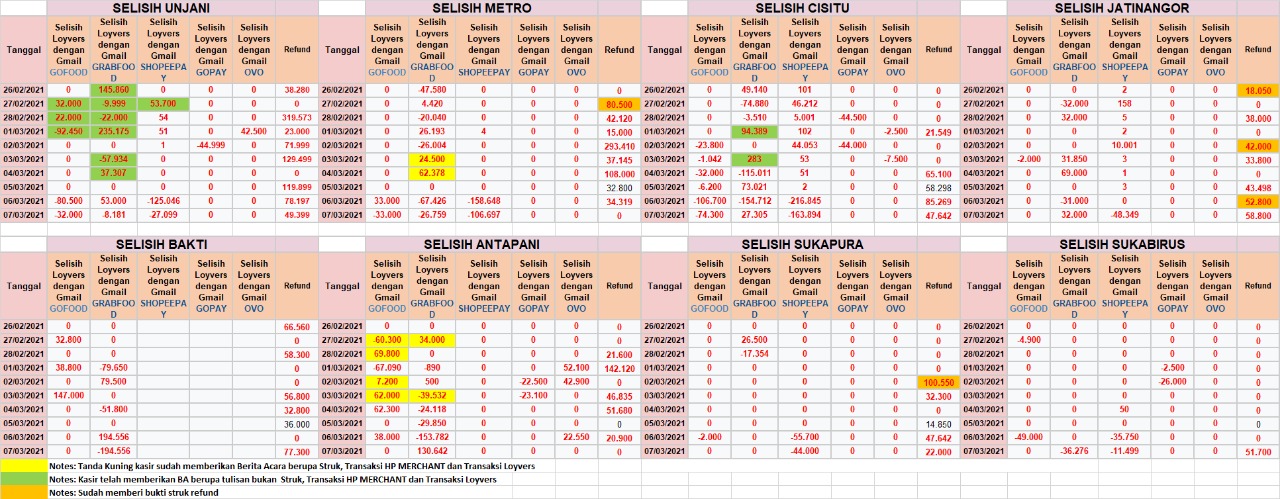 SELISIH UNJANI
Selisih Selisih Selisih Selisih Selisih
Loyvers Loyvers Loyvers Loyvers Loyvers
Tanggal dengan dengan dengan dengan dengan Refund
Gmail Gmail Gmail Gmail Gmail
GOFOOD GRABFOO SHOPEEPA GOPAY OVO
D Y
26/02/2021 0 145.860 0 0 0 38.280
27/02/2021 32.000 -9.999 53.700 0 0 0
28/02/2021 22.000 -22.000 54 0 0 319.573
01/03/2021 -92.450 235.175 51 0 42.500 23.000
02/03/2021 0 0 1 -44.999 0 71.999
03/03/2021 0 -57.934 0 0 0 129.499
04/03/2021 0 37.307 0 0 0 0
05/03/2021 0 0 0 0 0 119.899
06/03/2021 -80.500 53.000 -125.046 0 0 78.197
07/03/2021 -32.000 -8.181 -27.099 0 0 49.399
SELISIH METRO
Selisih Selisih Selisih Selisih Selisih
Loyvers Loyvers Loyvers Loyvers Loyvers
Tanggal dengan dengan dengan dengan dengan Refund
Gmail Gmail Gmail Gmail Gmail
GOFOOD GRABFOO SHOPEEPAY GOPAY OVO
D
26/02/2021 0 -47.580 0 0 0 0
27/02/2021 0 4.420 0 0 0 80.500
28/02/2021 0 -20.040 0 0 0 42.120
01/03/2021 0 26.193 4 0 0 15.000
02/03/2021 0 -26.004 0 0 0 293.410
03/03/2021 0 24.500 0 0 0 37.145
04/03/2021 0 62.378 0 0 0 108.000
05/03/2021 0 0 0 0 0 32.800
06/03/2021 33.000 -67.426 -158.648 0 0 34.319
07/03/2021 -33.000 -26.759 -106.697 0 0 0
SELISIH CISITU
Selisih Selisih Selisih Selisih Selisih
Loyvers Loyvers Loyvers Loyvers Loyvers
Tanggal dengan dengan dengan dengan dengan Refund
Gmail Gmail Gmail Gmail Gmail
GOFOOD GRABFOO SHOPEEPA GOPAY OVO
D Y
26/02/2021 0 49.140 101 0 0 0
27/02/2021 0 -74.880 46.212 0 0 0
28/02/2021 0 -3.510 5.001 -44.500 0 0
01/03/2021 0 94.389 102 0 -2.500 21.549
02/03/2021 -23.800 0 44.053 -44.000 0 0
03/03/2021 -1.042 283 53 0 -7.500 0
04/03/2021 -32.000 -115.011 51 0 0 65.100
05/03/2021 -6.200 73.021 2 0 0 58.298
06/03/2021 -106.700 -154.712 -216.845 0 0 85.269
07/03/2021 -74.300 27.305 -163.894 0 0 47.642
SELISIH JATINANGOR
Selisih Selisih Selisih Selisih Selisih
Loyvers Loyvers Loyvers Loyvers Loyvers
Tanggal dengan dengan dengan dengan dengan Refund
Gmail Gmail Gmail Gmail Gmail
GOFOOD GRABFOO SHOPEEPA GOPAY OVO
D Y
26/02/2021 0 0 2 0 0 18.050
27/02/2021 0 -32.000 158 0 0 0
28/02/2021 0 32.000 5 0 0 38.000
01/03/2021 0 0 2 0 0 0
02/03/2021 0 0 10.001 0 0 42.000
03/03/2021 -2.000 31.850 3 0 0 33.800
04/03/2021 0 69.000 1 0 0 0
05/03/2021 0 0 3 0 0 43.498
06/03/2021 0 -31.000 0 0 0 52.800
07/03/2021 0 32.000 -48.349 0 0 58.800
SELISIH BAKTI
Selisih Selisih Selisih Selisih Selisih
Loyvers Loyvers Loyvers Loyvers Loyvers
Tanggal dengan dengan dengan dengan dengan Refund
Gmail Gmail Gmail Gmail Gmail
GOFOOD GRABFOO SHOPEEPA GOPAY OVO
D Y
26/02/2021 0 0 66.560
27/02/2021 32.800 0 0
28/02/2021 0 0 58.300
01/03/2021 38.800 -79.650 0
02/03/2021 0 79.500 0
03/03/2021 147.000 0 56.800
04/03/2021 0 -51.800 32.800
05/03/2021 0 0 36.000
06/03/2021 0 194.556 0
07/03/2021 0 -194.556 77.300
SELISIH ANTAPANI
Selisih Selisih Selisih Selisih Selisih
Loyvers Loyvers Loyvers Loyvers Loyvers
Tanggal dengan dengan dengan dengan dengan Refund
Gmail Gmail Gmail Gmail Gmail
GOFOOD GRABFOO SHOPEEPAY GOPAY OVO
D
26/02/2021 0 0 0 0 0 0
27/02/2021 -60.300 34.000 0 0 0 0
28/02/2021 69.800 0 0 0 0 21.600
01/03/2021 -67.090 -890 0 0 52.100 142.120
02/03/2021 7.200 500 0 -22.500 42.900 0
03/03/2021 62.000 -39.532 0 -23.100 0 46.835
04/03/2021 62.300 -24.118 0 0 0 51.680
05/03/2021 0 -29.850 0 0 0 0
06/03/2021 38.000 -153.782 0 0 22.550 20.900
07/03/2021 0 130.642 0 0 0 0
SELISIH SUKAPURA
Selisih Selisih Selisih Selisih Selisih
Loyvers Loyvers Loyvers Loyvers Loyvers
Tanggal dengan dengan dengan dengan dengan Refund
Gmail Gmail Gmail Gmail Gmail
GOFOOD GRABFOO SHOPEEPA GOPAY OVO
D Y
26/02/2021 0 0 0 0 0 0
27/02/2021 0 26.500 0 0 0 0
28/02/2021 0 -17.354 0 0 0 0
01/03/2021 0 0 0 0 0 0
02/03/2021 0 0 0 0 0 100.550
03/03/2021 0 0 0 0 0 32.300
04/03/2021 0 0 0 0 0 0
05/03/2021 0 0 0 0 0 14.850
06/03/2021 -2.000 0 -55.700 0 0 47.642
07/03/2021 0 0 -44.000 0 0 22.000
SELISIH SUKABIRUS
Selisih Selisih Selisih Selisih Selisih
Loyvers Loyvers Loyvers Loyvers Loyvers
Tanggal dengan dengan dengan dengan dengan Refund
Gmail Gmail Gmail Gmail Gmail
GOFOOD GRABFOO SHOPEEPA GOPAY OVO
D Y
26/02/2021 0 0 0 0 0 0
27/02/2021 -4.900 0 0 0 0 0
28/02/2021 0 0 0 0 0 0
01/03/2021 0 0 0 2.500 0 0
02/03/2021 0 0 0 -26.000 0 0
03/03/2021 0 0 0 0 0 0
04/03/2021 0 0 50 0 0 0
05/03/2021 0 0 0 0 0 0
06/03/2021 -49.000 0 -35.750 0 0 0
07/03/2021 0 -36.276 -11.499 0 0 51.700
Notes: Tanda Kuning kasir sudah memberikan Berita Acara berupa Struk, Transaksi HP MERCHANT dan Transaksi Loyvers
Notes: Kasir telah memberikan BA berupa tulisan bukan Struk, Transaksi HP MERCHANT dan Transaksi Loyvers
Notes: Sudah memberi bukti struk refund